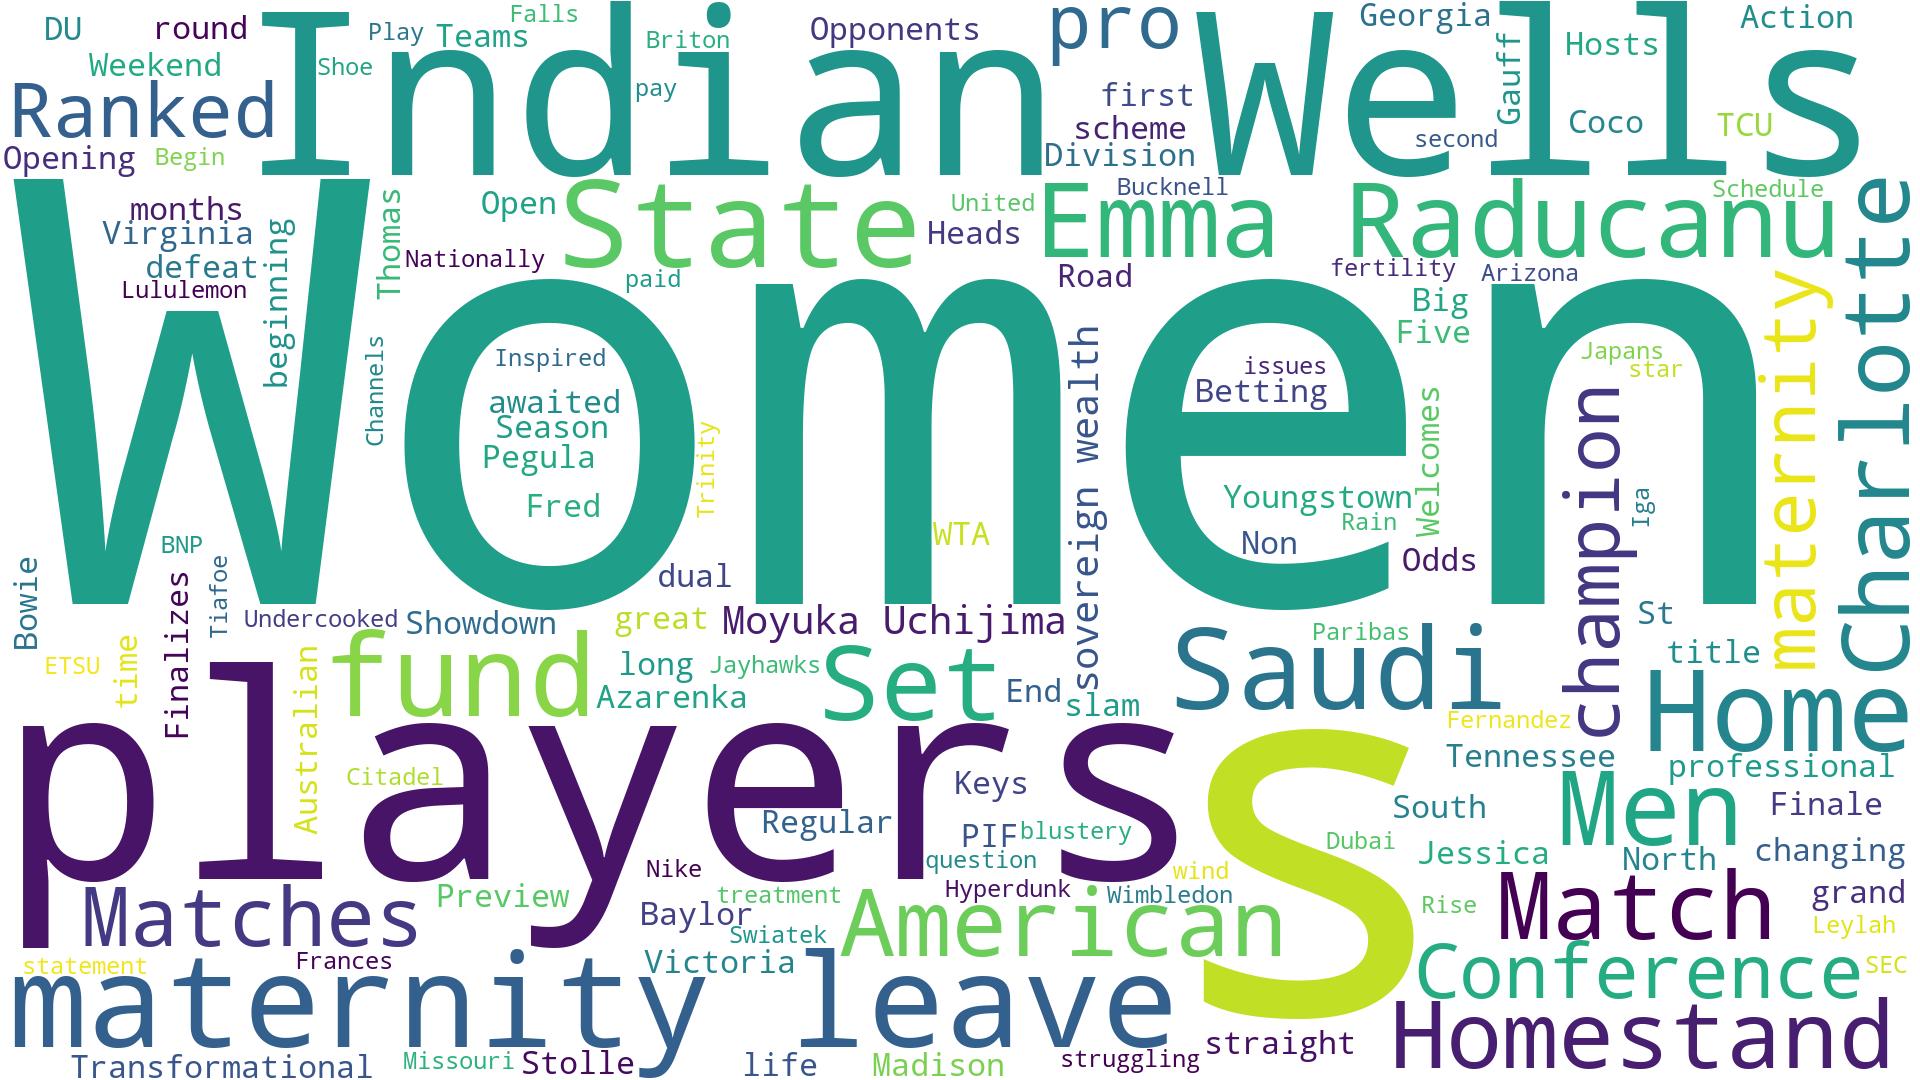 DU
round
Indian Wells
Play
Teams
Falls
Briton
Opponents
pro
Georgia
Gauff
Hosts
Action
Weekend
Shoe
pay
Ranked
first
scheme
Division
second
Coco
TCU
Opening
Begin
Women
months
Virginia
defeat
Lululemon
beginning
Thomas
Open
State
Nationally
paid
United
Heads
Bucknell
Emma Raducanu
Schedule
Road
fertility
Arizona
Charlotte
Big
Five
maternity
Channels
Inspired
awaited
Season
Pegula
Fred
Trinity
WTA
sovereign wealth
issues
Betting
Welcomes
Japans
star
champion
Youngstown
Rain
Non
Odds
Iga
Bowie
BNP
Tiafoe
Finalizes
Undercooked
Showdown
dual
great
Moyuka Uchijima
Paribas
St
title
ETSU
time
Australian
fund
long
Azarenka
Jayhawks
Set
End
slam
Saudi
Fernandez
Home
Tennessee
professional
players
S
Citadel
Keys
Regular
PIF
blustery
question
South
Men
Finale
Dubai
Jessica
North
changing
Nike
wind
Matches
Preview
treatment
Hyperdunk
Wimbledon
Baylor
American
Rise
Match
grand
Leylah
Swiatek
statement
Frances
Victoria
Conference
SEC
maternity leave
Homestand
straight
Transformational
Missouri
Stolle
life
Madison
struggling